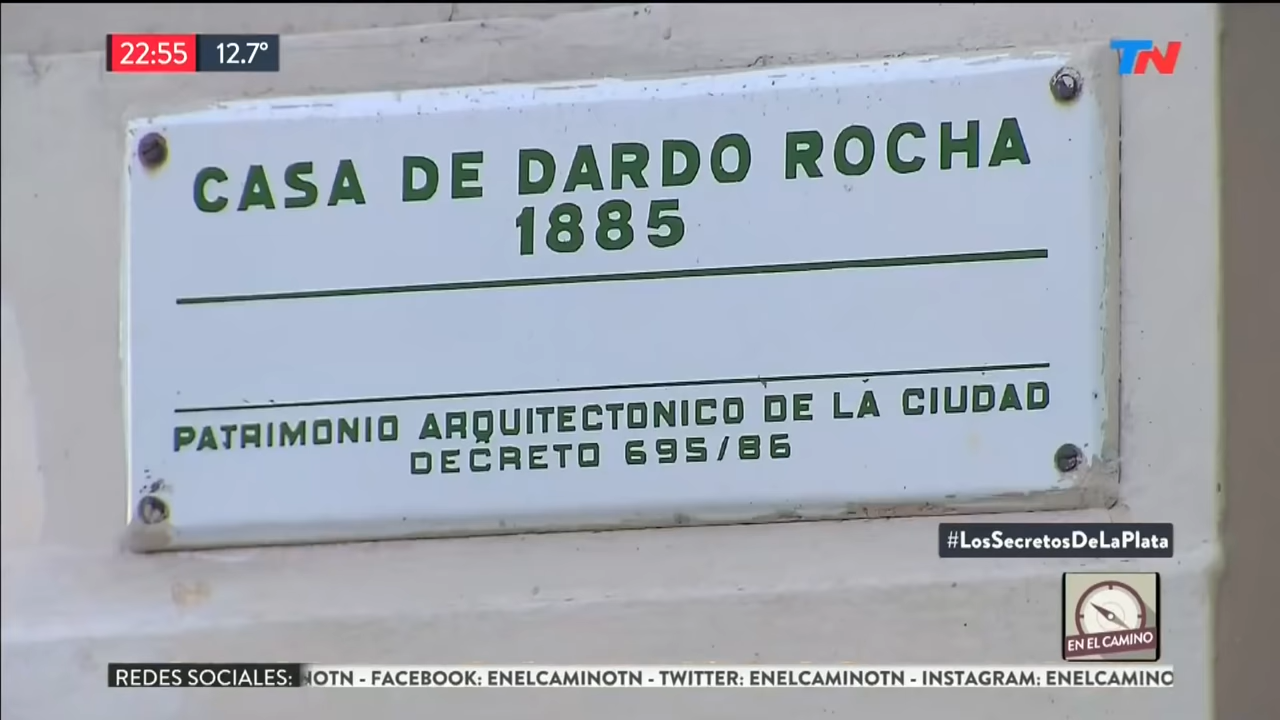 22:55 12.7°
TN
CASA DE DARDO ROCHA
1885
PATRIMONIO ARQUITECTONICO DE LA CIUDAD
DECRETO 695/86
#LosSecretosDeLaPlata
EN EL CAMINO
REDES SOCIALES: NOTN - FACEBOOK: ENELCAMINOTN - TWITTER: ENELCAMINOTN - INSTAGRAM: ENELCAMINO